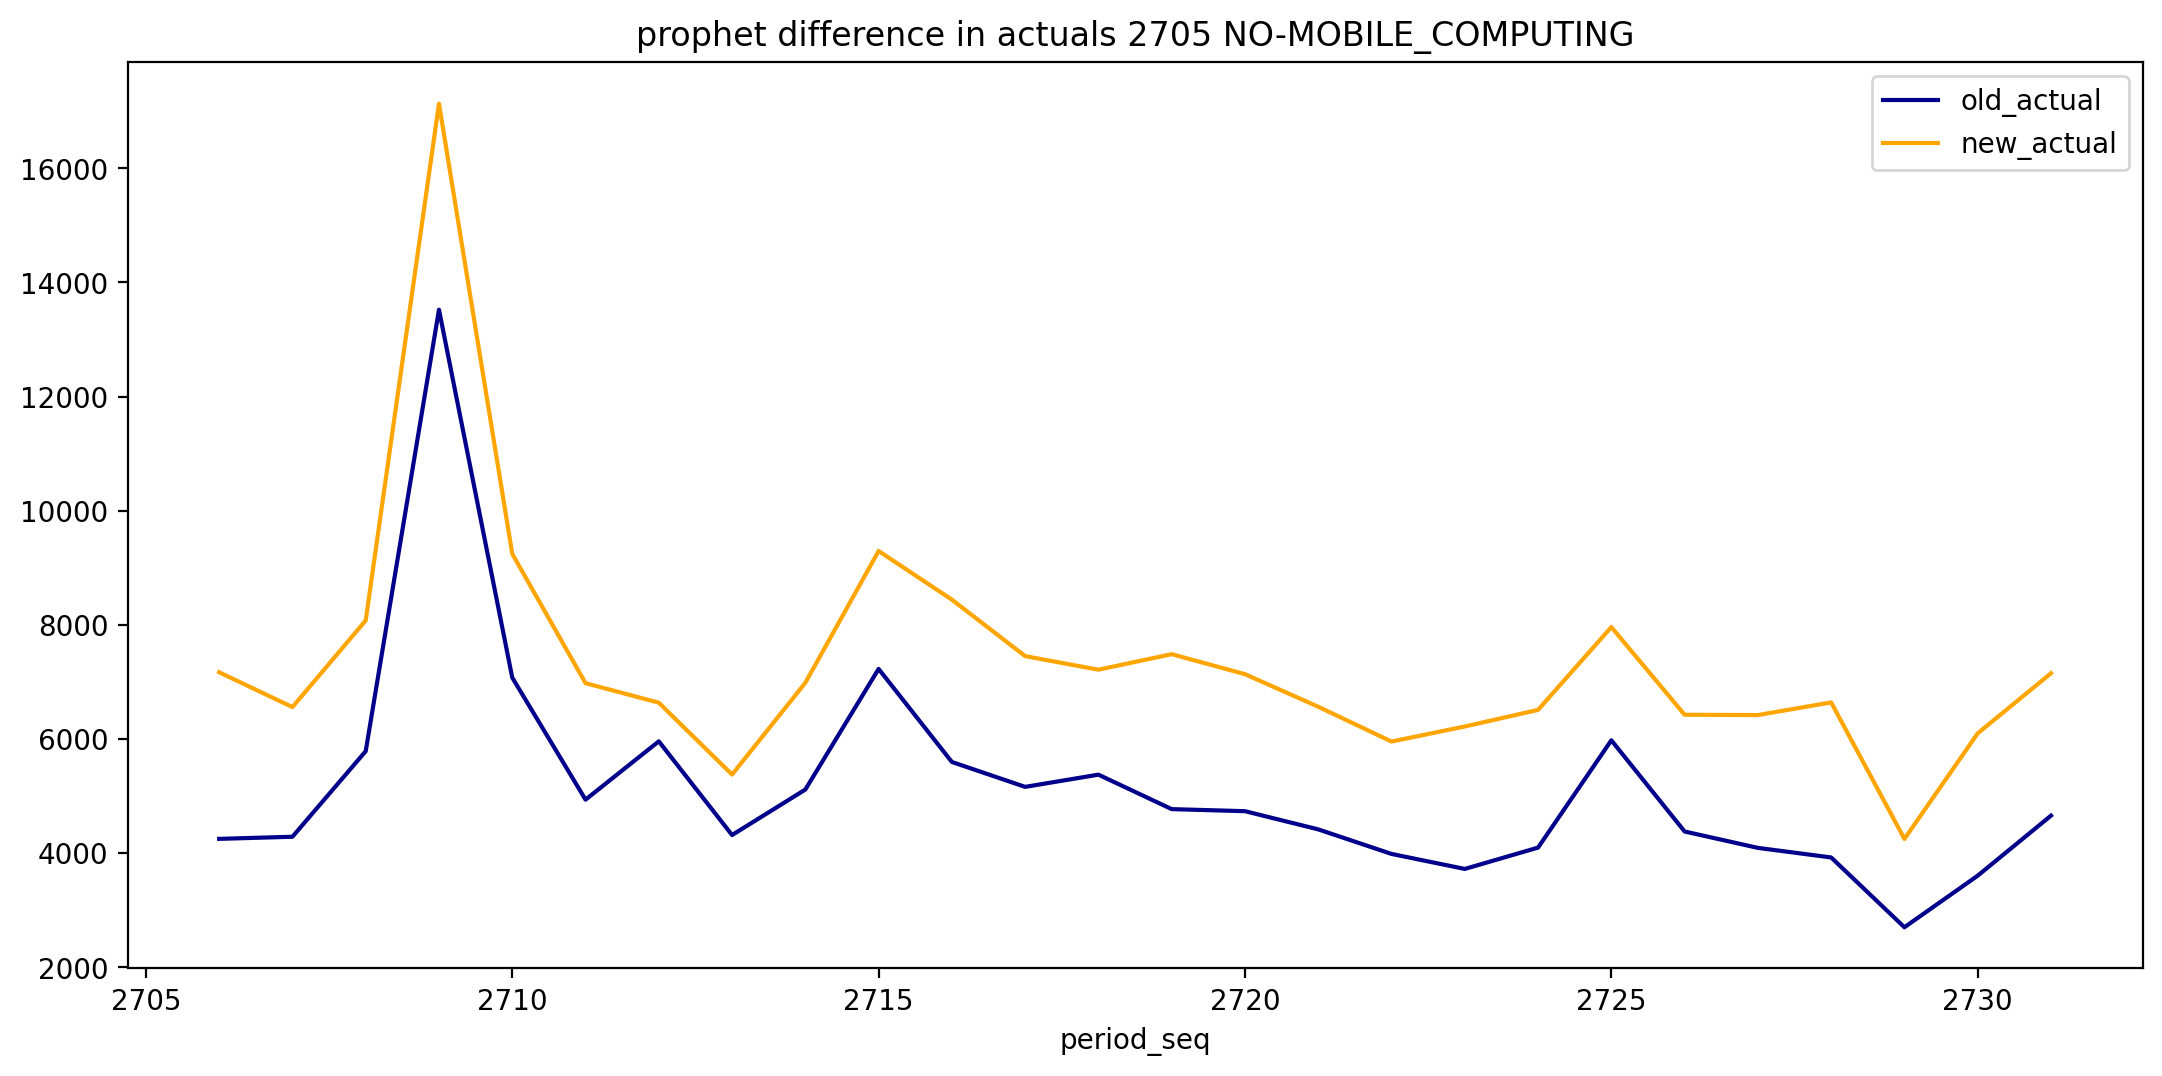 prophet difference in actuals 2705 NO-MOBILE_COMPUTING
old_actual
new_actual
16000
14000
12000
10000
8000
6000
4000
2000
2705 2710 2715 2720 2725 2730
period_seq